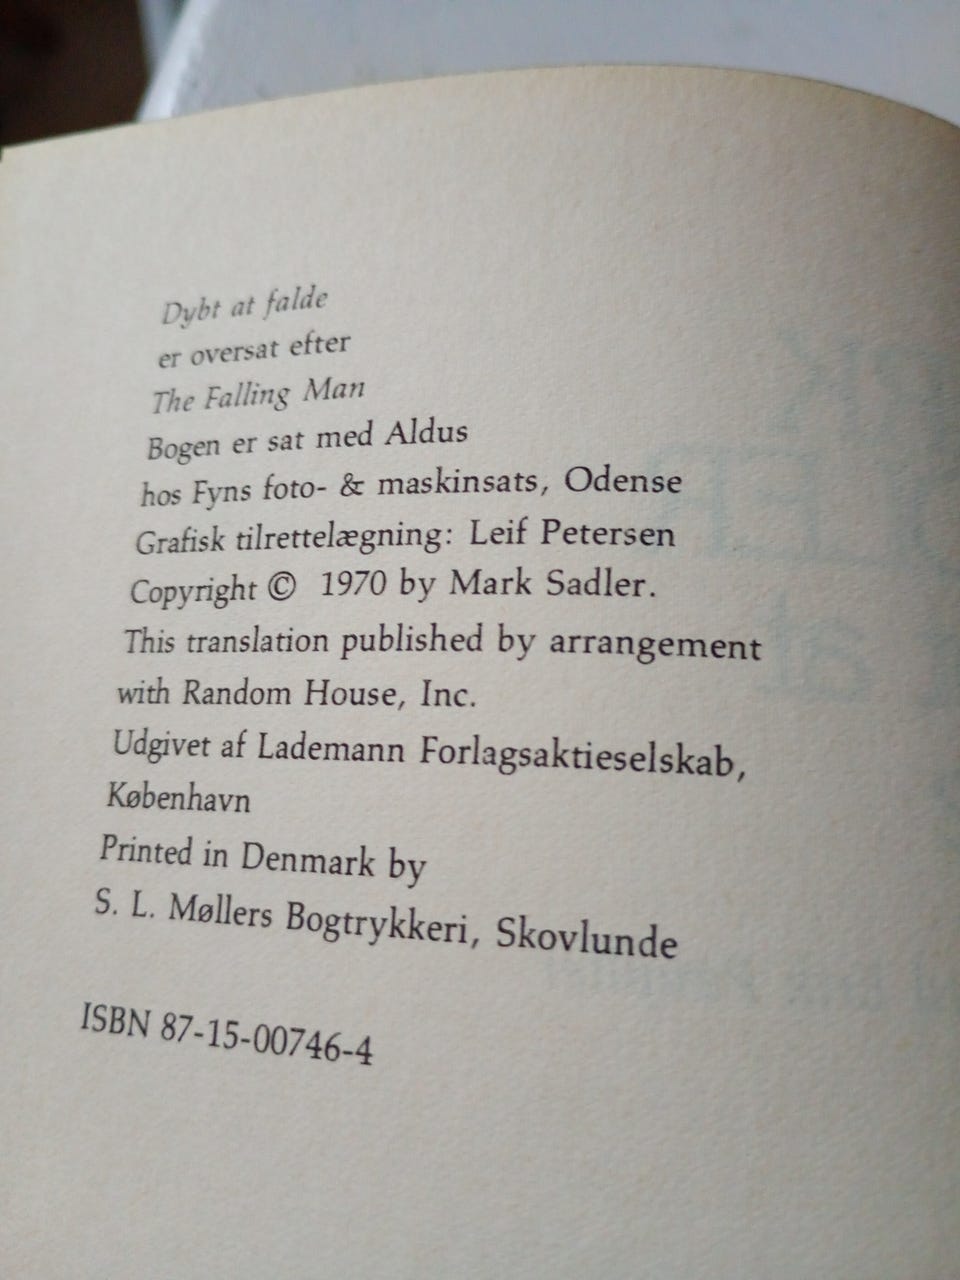 Dybt at falde
er oversat efter
The Falling Man
Bogen er sat med Aldus
hos Fyns foto- & maskinsats, Odense
Grafisk tilrettelægning: Leif Petersen
Copyright © 1970 by Mark Sadler.
This translation published by arrangement
with Random House, Inc.
Udgivet af Lademann Forlagsaktieselskab,
København
Printed in Denmark by
S. L. Møllers Bogtrykkeri, Skovlunde
ISBN 87-15-00746-4